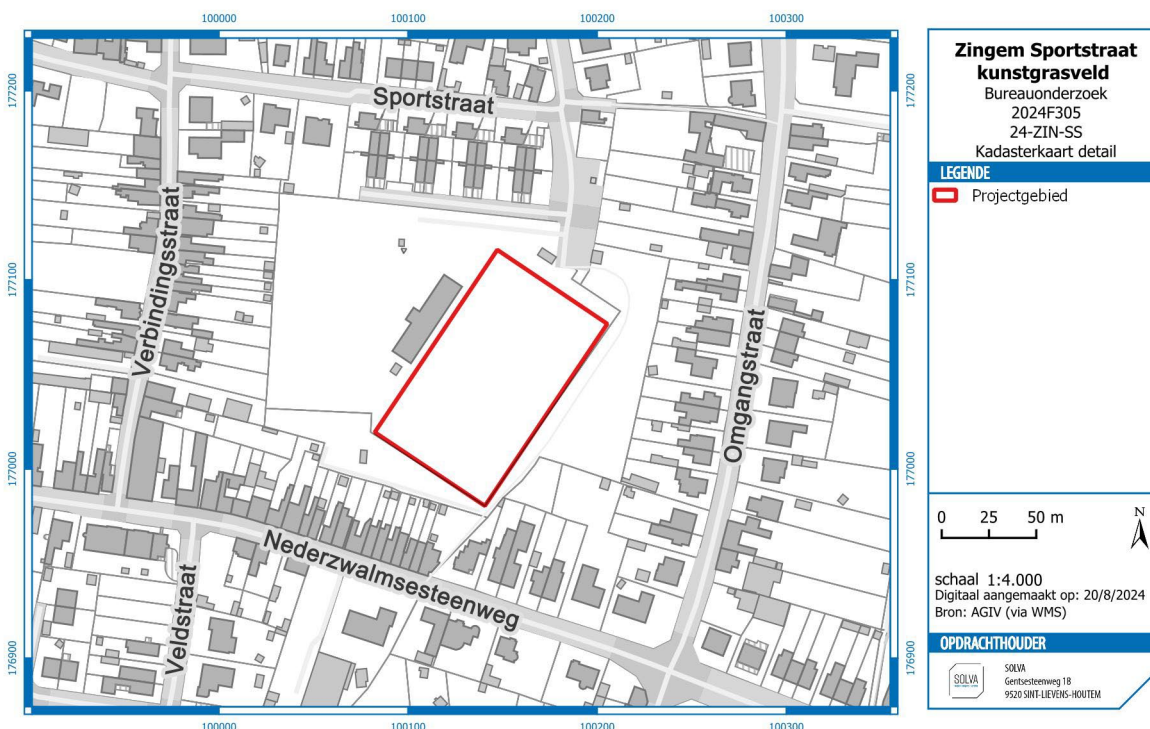 100000 100100 100200 100300
177200 177200
Sportstraat
Verbindingsstraat
177100 177100
Omgangstraat
177000 177000
Nederzwalmsesteenweg
Veldstraat
176900 176900
100000 100100 100200 100300
Zingem Sportstraat
kunstgrasveld
Bureauonderzoek
2024F305
24-ZIN-SS
Kadasterkaart detail
LEGENDE
Projectgebied
0 25 50 m
N
schaal 1:4.000
Digitaal aangemaakt op: 20/8/2024
Bron: AGIV (via WMS)
OPDRACHTHOUDER
SOLVA
SOLVA
Gentsesteenweg 1B
9520 SINT-LIEVENS-HOUTEM